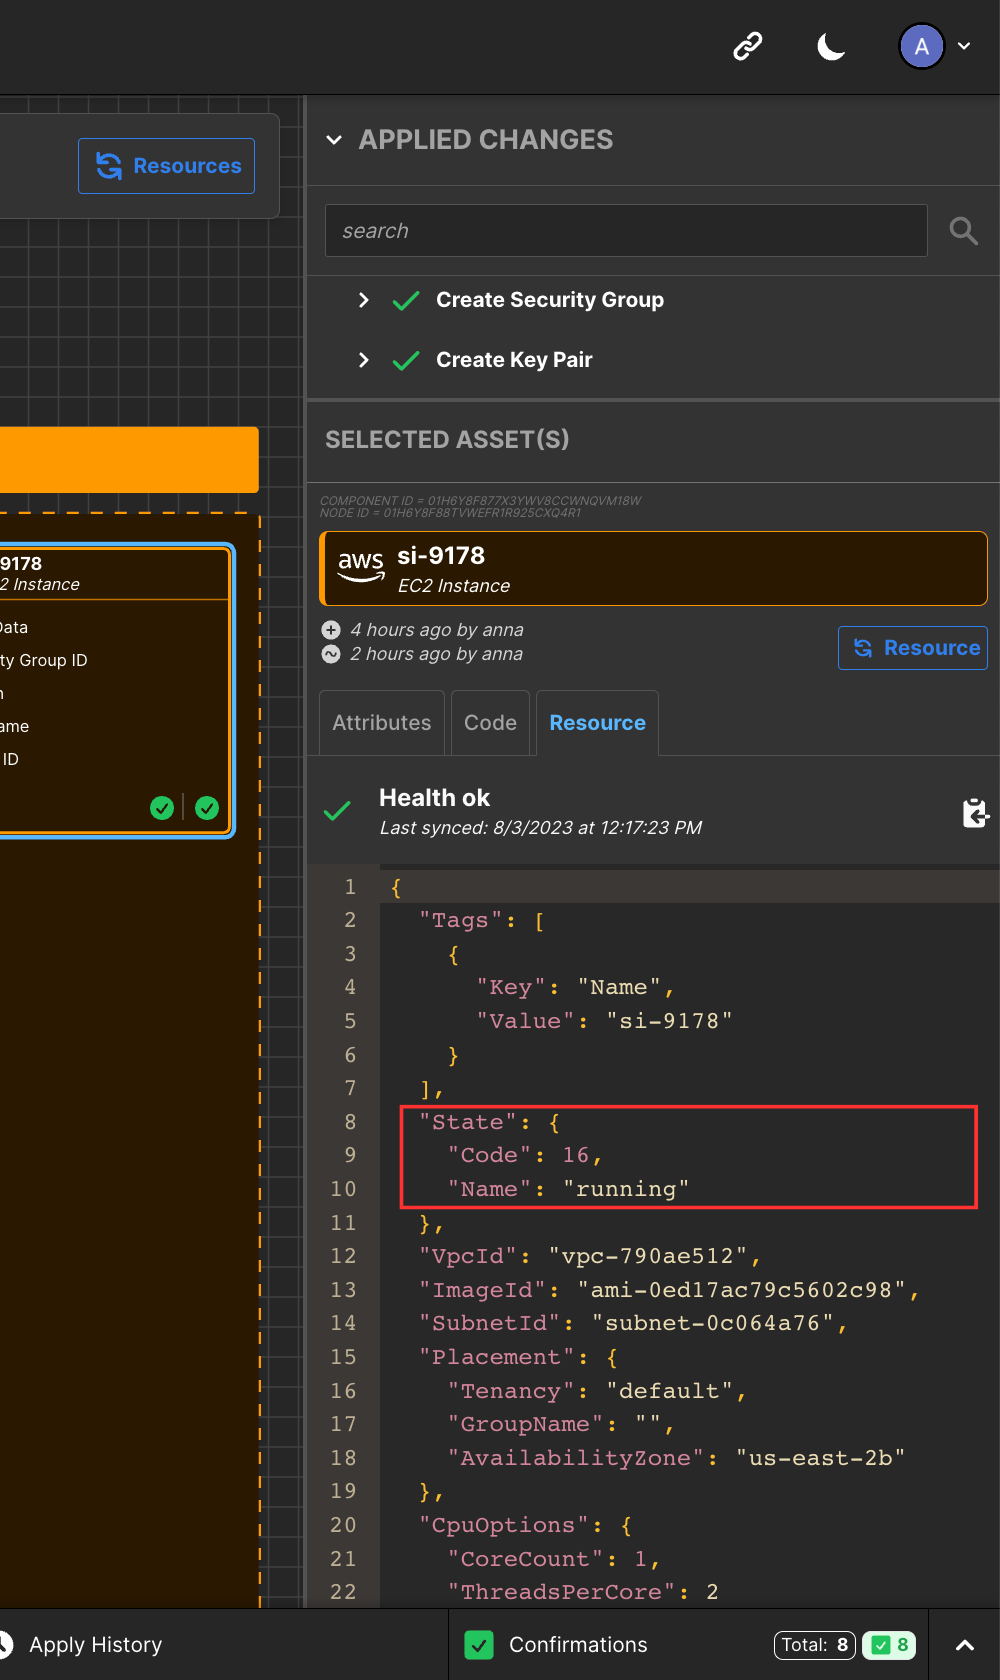 A
Resources
APPLIED CHANGES
search
Create Security Group
Create Key Pair
SELECTED ASSET(S)
COMPONENT ID = 01H6Y8F877X3YWV8CCWNQVM18W
NODE ID = 01H6Y8F88TVWEFR1R925CXQ4R1
aws
si-9178
EC2 Instance
4 hours ago by anna
2 hours ago by anna
Resource
Attributes
Code
Resource
Health ok
Last synced: 8/3/2023 at 12:17:23 PM
9178
2 Instance
Data
ty Group ID
n
ame
ID
1 {
2 "Tags": [
3 {
4 "Key": "Name",
5 "Value": "si-9178"
6 }
7 ],
8 "State": {
9 "Code": 16,
10 "Name": "running"
11 },
12 "VpcId": "vpc-790ae512",
13 "ImageId": "ami-0ed17ac79c5602c98",
14 "SubnetId": "subnet-0c064a76",
15 "Placement": {
16 "Tenancy": "default",
17 "GroupName": "",
18 "AvailabilityZone": "us-east-2b"
19 },
20 "CpuOptions": {
21 "CoreCount": 1,
22 "ThreadsPerCore": 2
Apply History
Confirmations
Total: 8
8